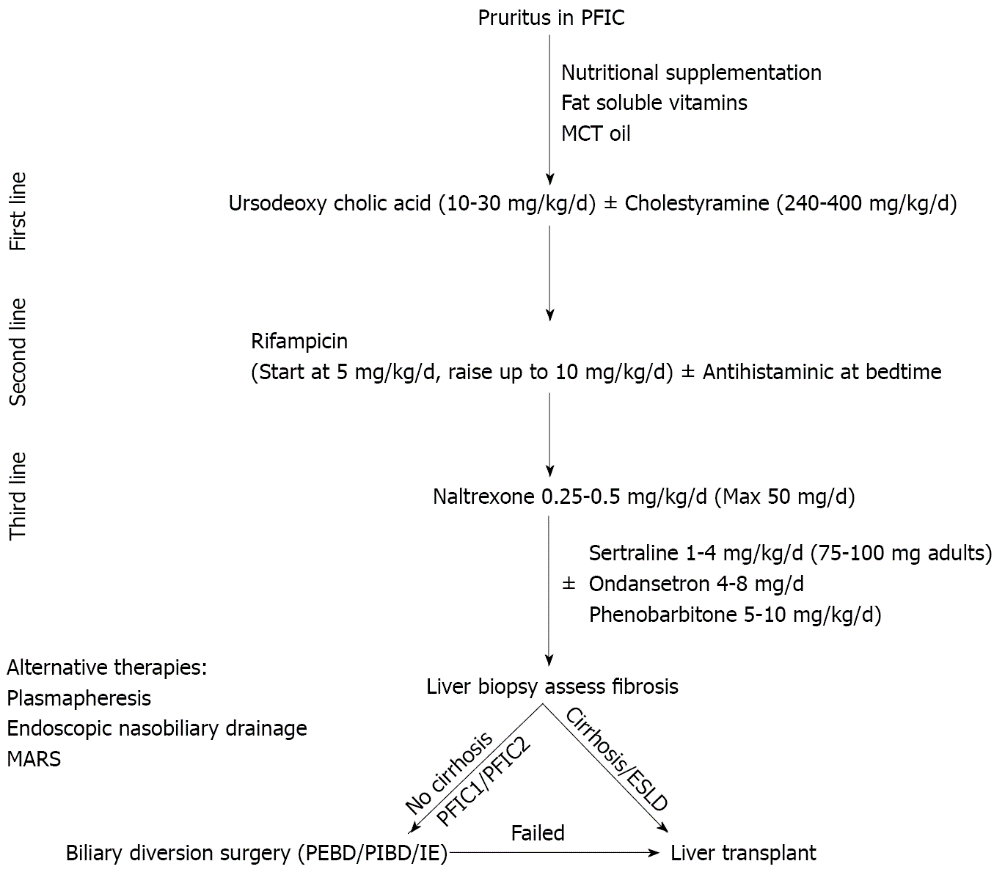 Pruritus in PFIC
Nutritional supplementation
Fat soluble vitamins
MCT oil
First line
Ursodeoxy cholic acid (10-30 mg/kg/d) ± Cholestyramine (240-400 mg/kg/d)
Second line
Rifampicin
(Start at 5 mg/kg/d, raise up to 10 mg/kg/d) ± Antihistaminic at bedtime
Third line
Naltrexone 0.25-0.5 mg/kg/d (Max 50 mg/d)
Sertraline 1-4 mg/kg/d (75-100 mg adults)
± Ondansetron 4-8 mg/d
Phenobarbitone 5-10 mg/kg/d)
Alternative therapies:
Plasmapheresis
Endoscopic nasobiliary drainage
MARS
Liver biopsy assess fibrosis
No cirrhosis
PFIC1/PFIC2
Cirrhosis/ESLD
Biliary diversion surgery (PEBD/PIBD/IE)
Failed
Liver transplant